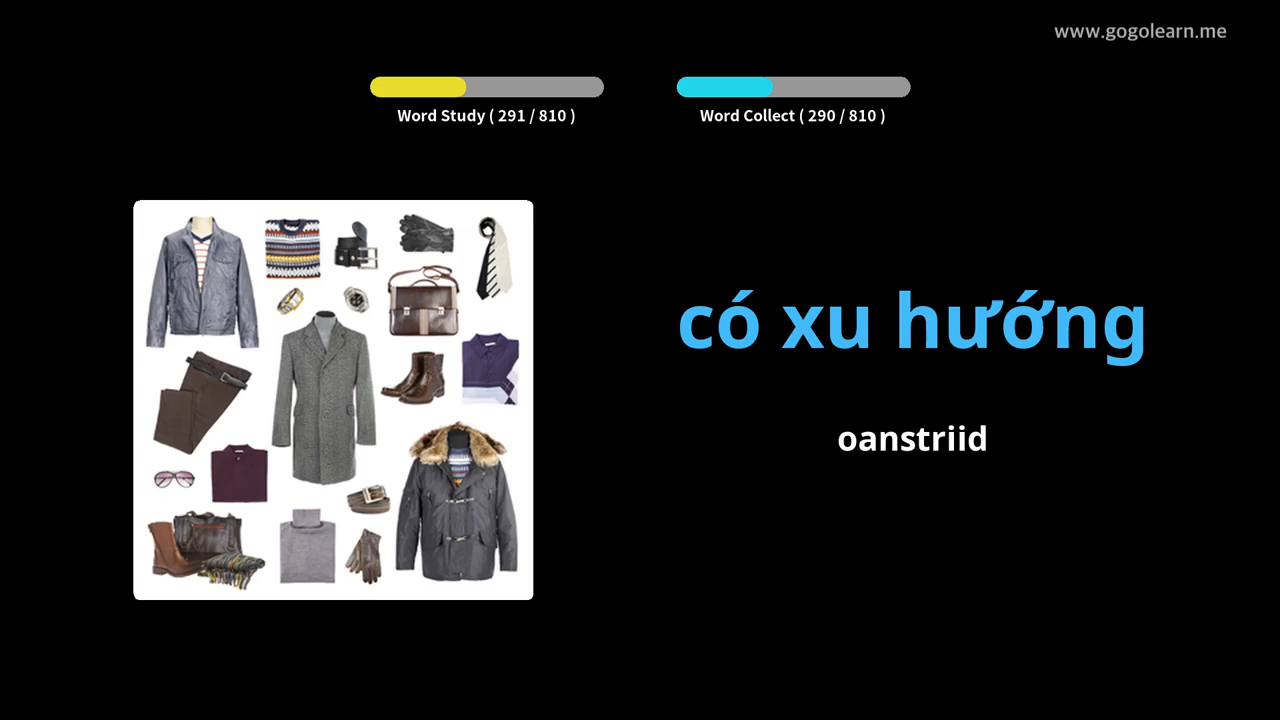 www.gogolearn.me
Word Study ( 291 / 810 )
Word Collect ( 290 / 810 )
có xu hướng
oanstriid